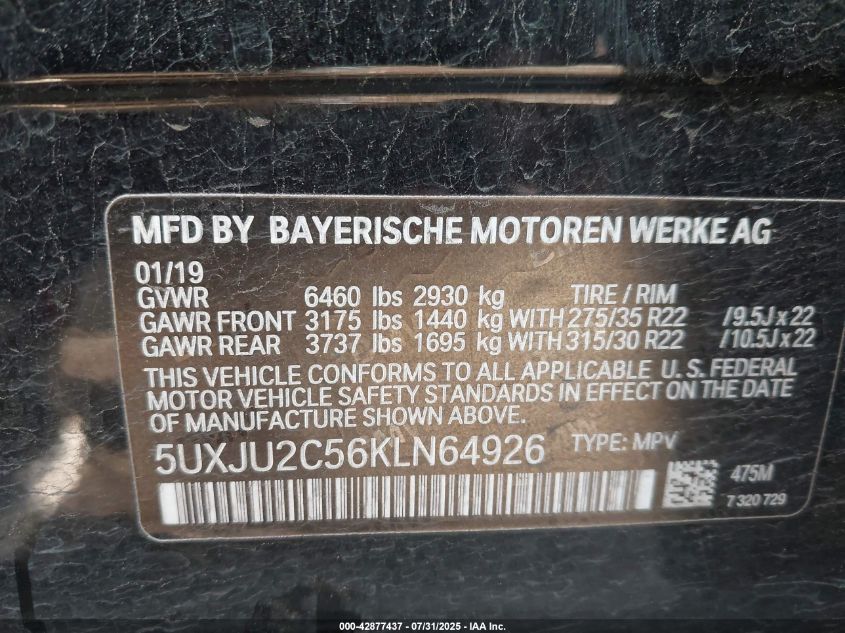 MFD BY BAYERISCHE MOTOREN WERKE AG
01/19
GVWR 6460 lbs 2930 kg TIRE / RIM
GAWR FRONT 3175 lbs 1440 kg WITH 275/35 R22 /9.5J x 22
GAWR REAR 3737 lbs 1695 kg WITH 315/30 R22 /10.5J x 22
THIS VEHICLE CONFORMS TO ALL APPLICABLE U.S. FEDERAL
MOTOR VEHICLE SAFETY STANDARDS IN EFFECT ON THE DATE
OF MANUFACTURE SHOWN ABOVE.
5UXJU2C56KLN64926 TYPE: MPV
475M
7 320 729
000-42877437 - 07/31/2025 - IAA Inc.